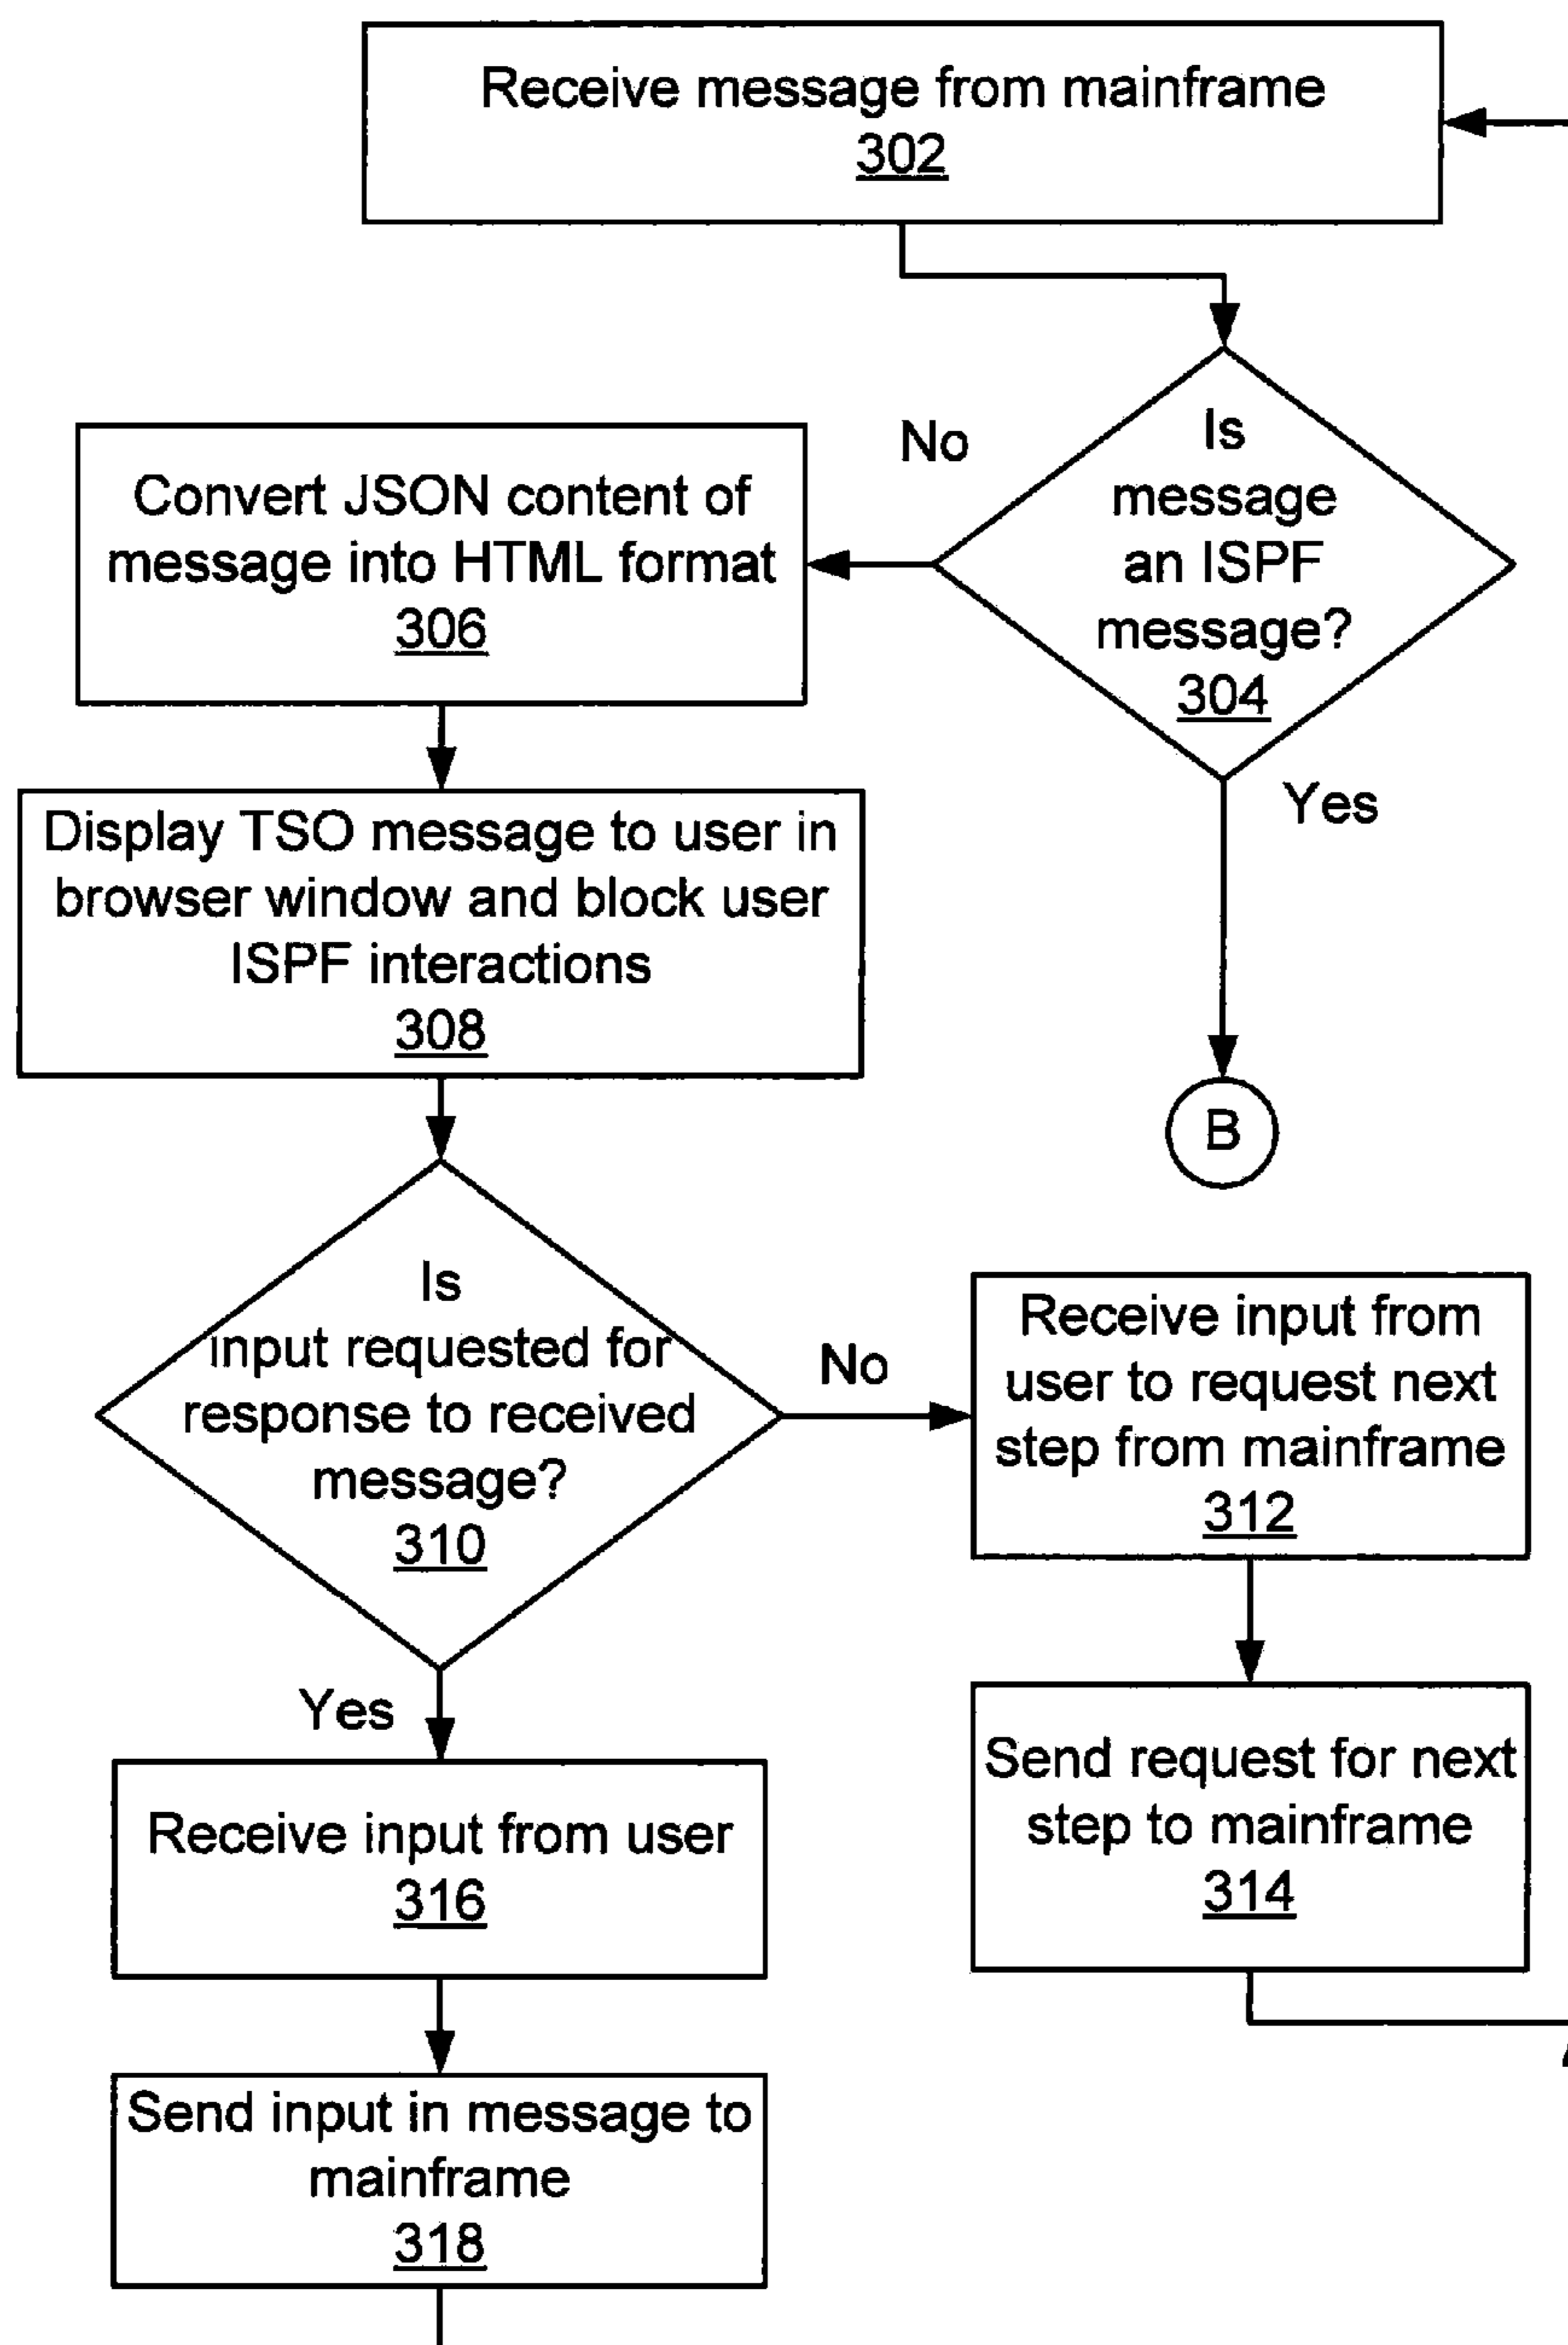 Receive message from mainframe
302
Is
message
an ISPF
message?
304
No
Yes
Convert JSON content of
message into HTML format
306
Display TSO message to user in
browser window and block user
ISPF interactions
308
B
Is
input requested for
response to received
message?
310
No
Yes
Receive input from
user to request next
step from mainframe
312
Send request for next
step to mainframe
314
Receive input from user
316
Send input in message to
mainframe
318